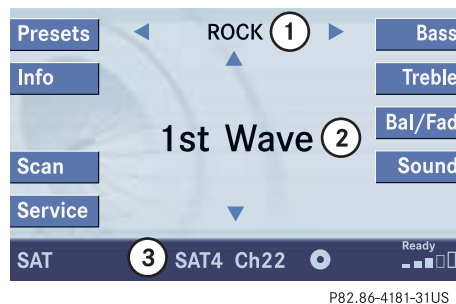 Presets
ROCK 1
Bass
Info
Treble
Bal/Fad
1st Wave 2
Scan
Sound
Service
SAT
3 SAT4 Ch22
Ready
P82.86-4181-31US